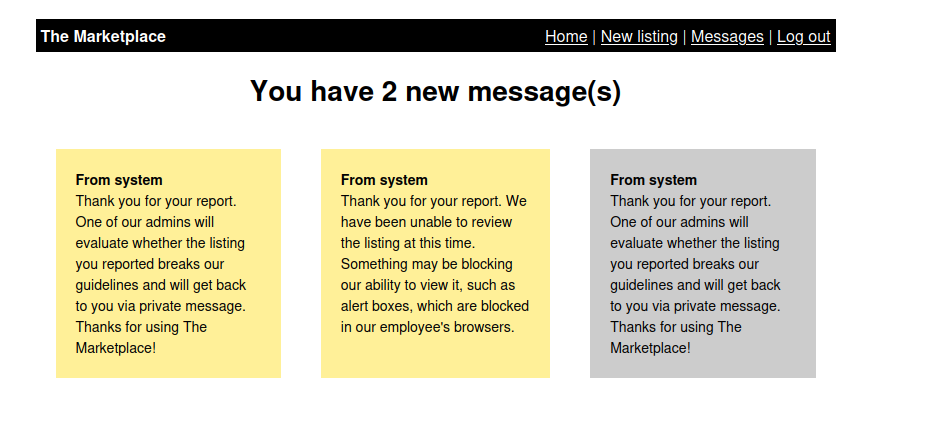 The Marketplace
Home | New listing | Messages | Log out
You have 2 new message(s)
From system
Thank you for your report.
One of our admins will
evaluate whether the listing
you reported breaks our
guidelines and will get back
to you via private message.
Thanks for using The
Marketplace!
From system
Thank you for your report. We
have been unable to review
the listing at this time.
Something may be blocking
our ability to view it, such as
alert boxes, which are blocked
in our employee's browsers.
From system
Thank you for your report.
One of our admins will
evaluate whether the listing
you reported breaks our
guidelines and will get back
to you via private message.
Thanks for using The
Marketplace!